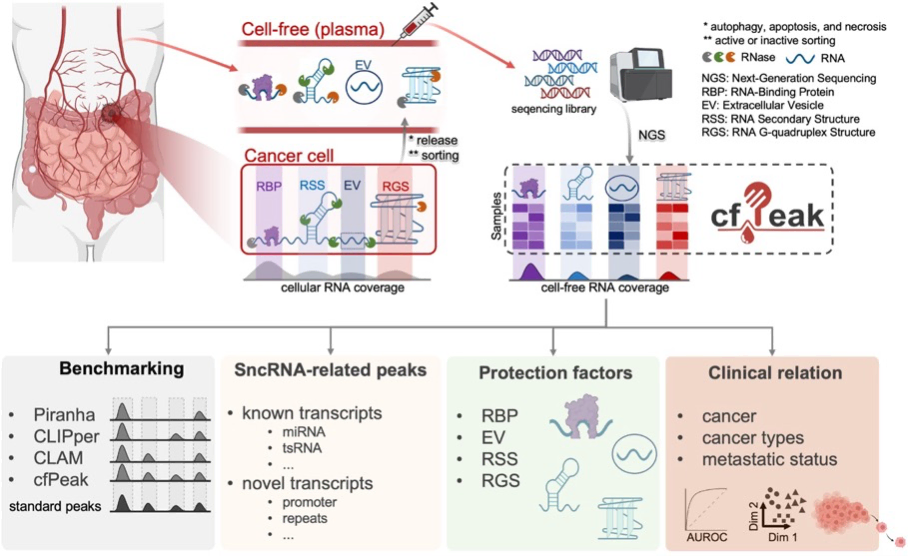 Cell-free (plasma)
EV
* release
** sorting
Cancer cell
RBP
RSS
EV
RGS
cellular RNA coverage
seqencing library
NGS
* autophagy, apoptosis, and necrosis
** active or inactive sorting
RNase
RNA
NGS: Next-Generation Sequencing
RBP: RNA-Binding Protein
EV: Extracellular Vesicle
RSS: RNA Secondary Structure
RGS: RNA G-quadruplex Structure
Samples
cfPeak
cell-free RNA coverage
Benchmarking
• Piranha
• CLIPper
• CLAM
• cfPeak
standard peaks
SncRNA-related peaks
• known transcripts
• miRNA
• tsRNA
• ...
• novel transcripts
• promoter
• repeats
• ...
Protection factors
• RBP
• EV
• RSS
• RGS
Clinical relation
• cancer
• cancer types
• metastatic status
AUROC
Dim 2
Dim 1